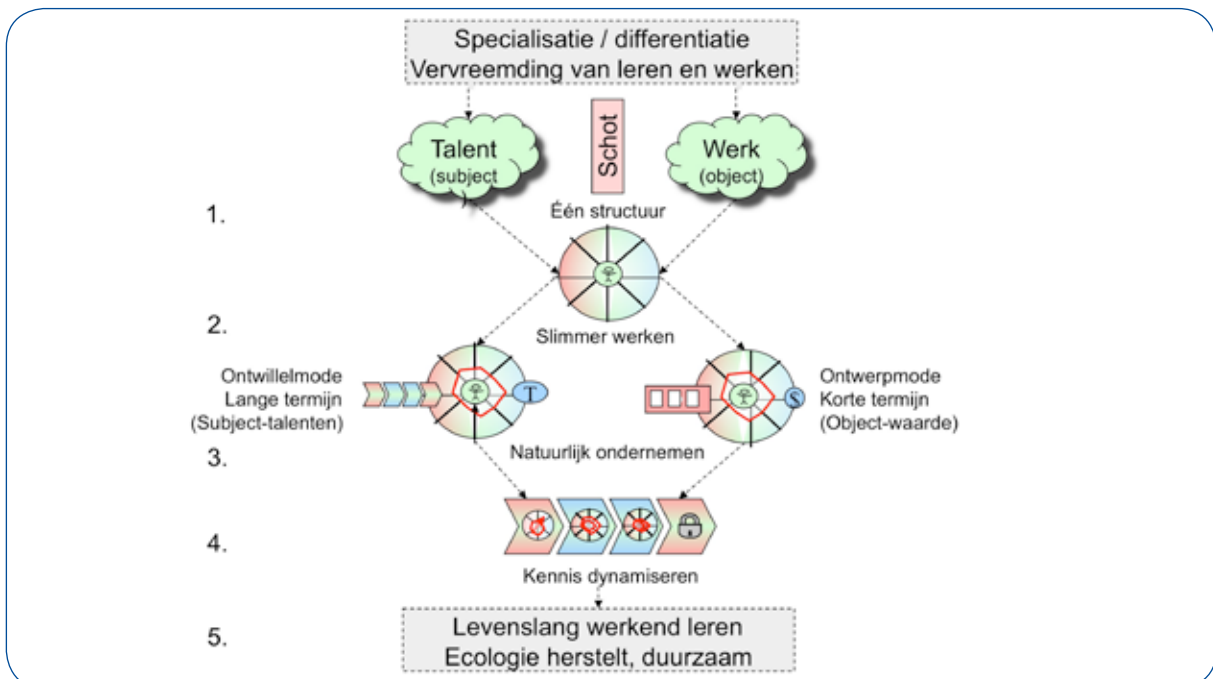 Specialisatie / differentiatie
Vervreemding van leren en werken
Talent
(subject
)
Schot
Werk
(object)
1.
Één structuur
2.
Slimmer werken
Ontwillelmode
Lange termijn
(Subject-talenten)
T
S
Ontwerpmode
Korte termijn
(Object-waarde)
Natuurlijk ondernemen
3.
4.
Kennis dynamiseren
5.
Levenslang werkend leren
Ecologie herstelt, duurzaam